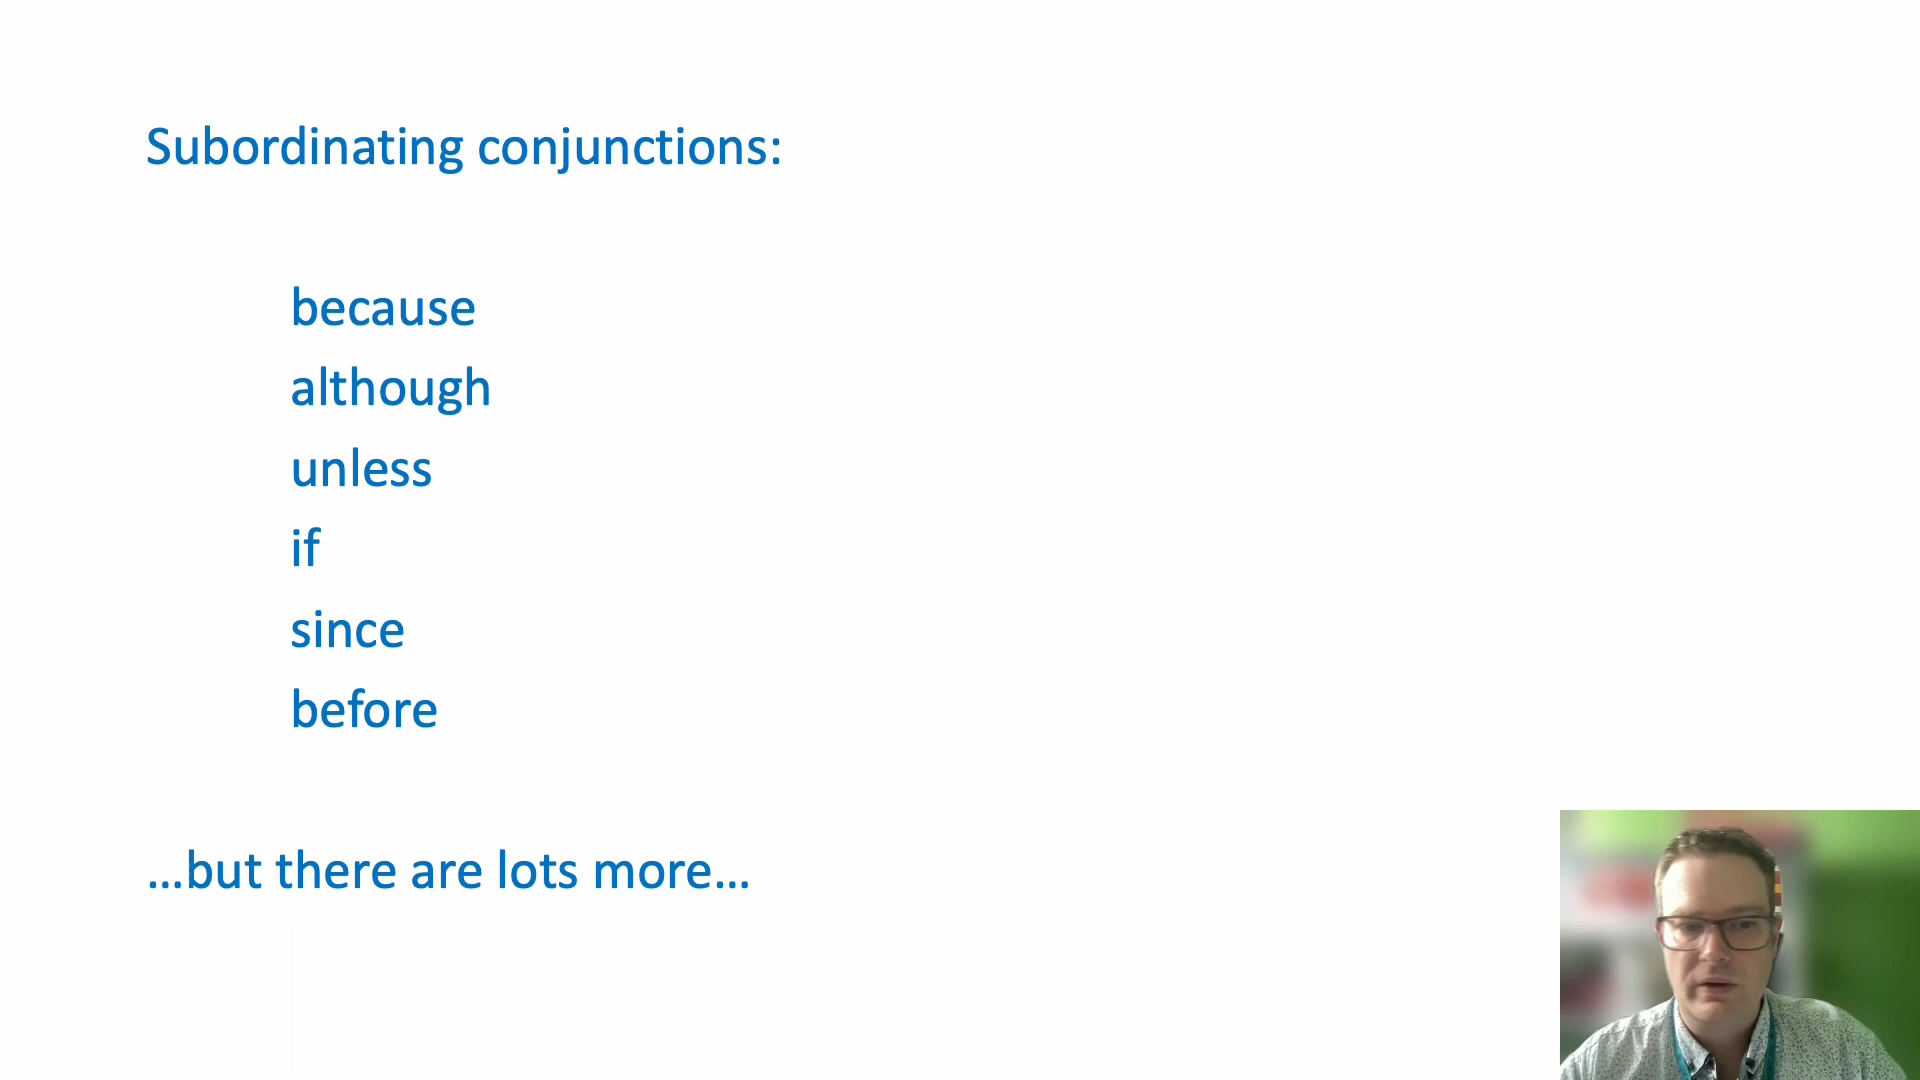 Subordinating conjunctions:
because
although
unless
if
since
before
…but there are lots more…